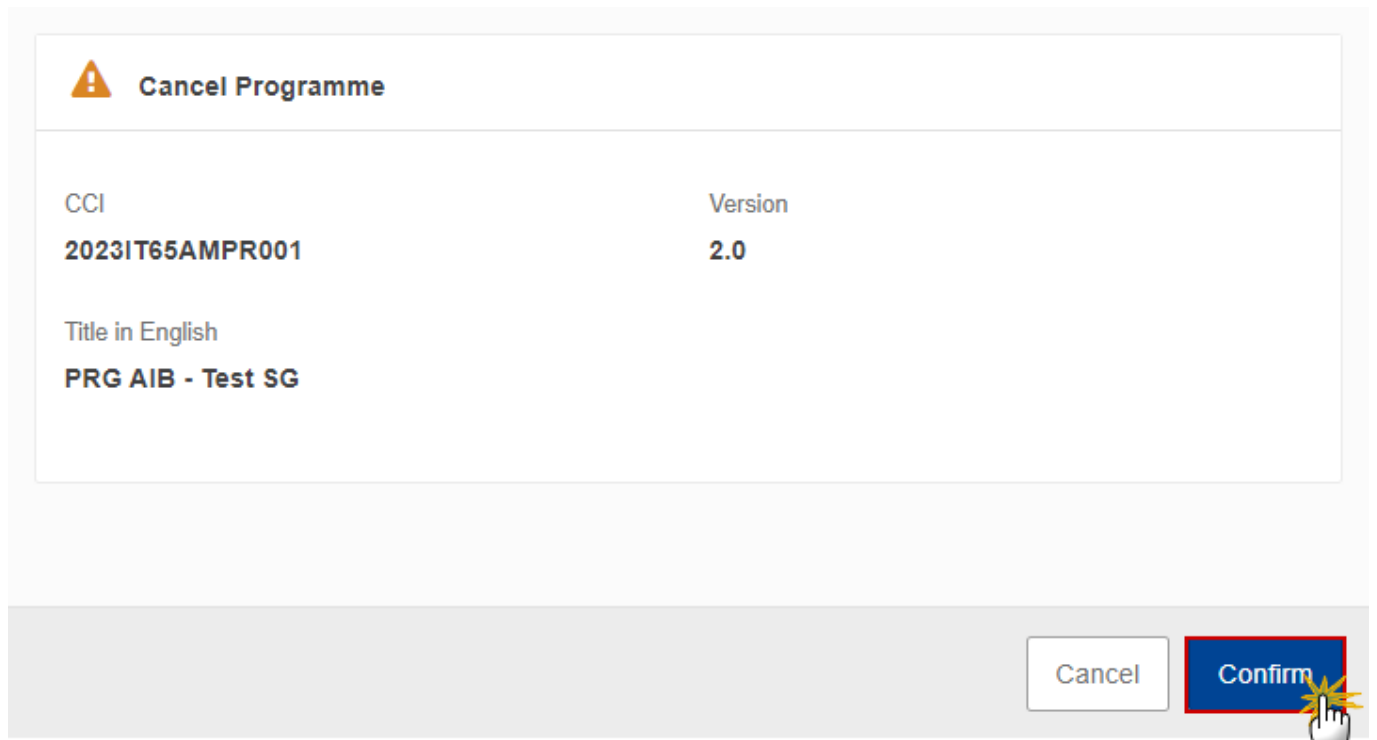 Cancel Programme
CCI
Version
2023IT65AMPR001
2.0
Title in English
PRG AIB - Test SG
Cancel
Confirm